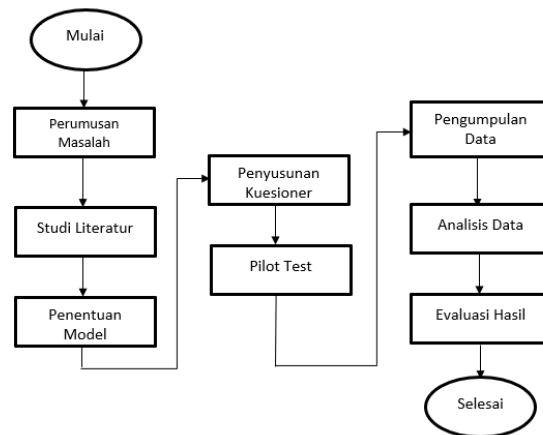 Mulai
Perumusan
Masalah
Studi Literatur
Penentuan
Model
Penyusunan
Kuesioner
Pilot Test
Pengumpulan
Data
Analisis Data
Evaluasi Hasil
Selesai